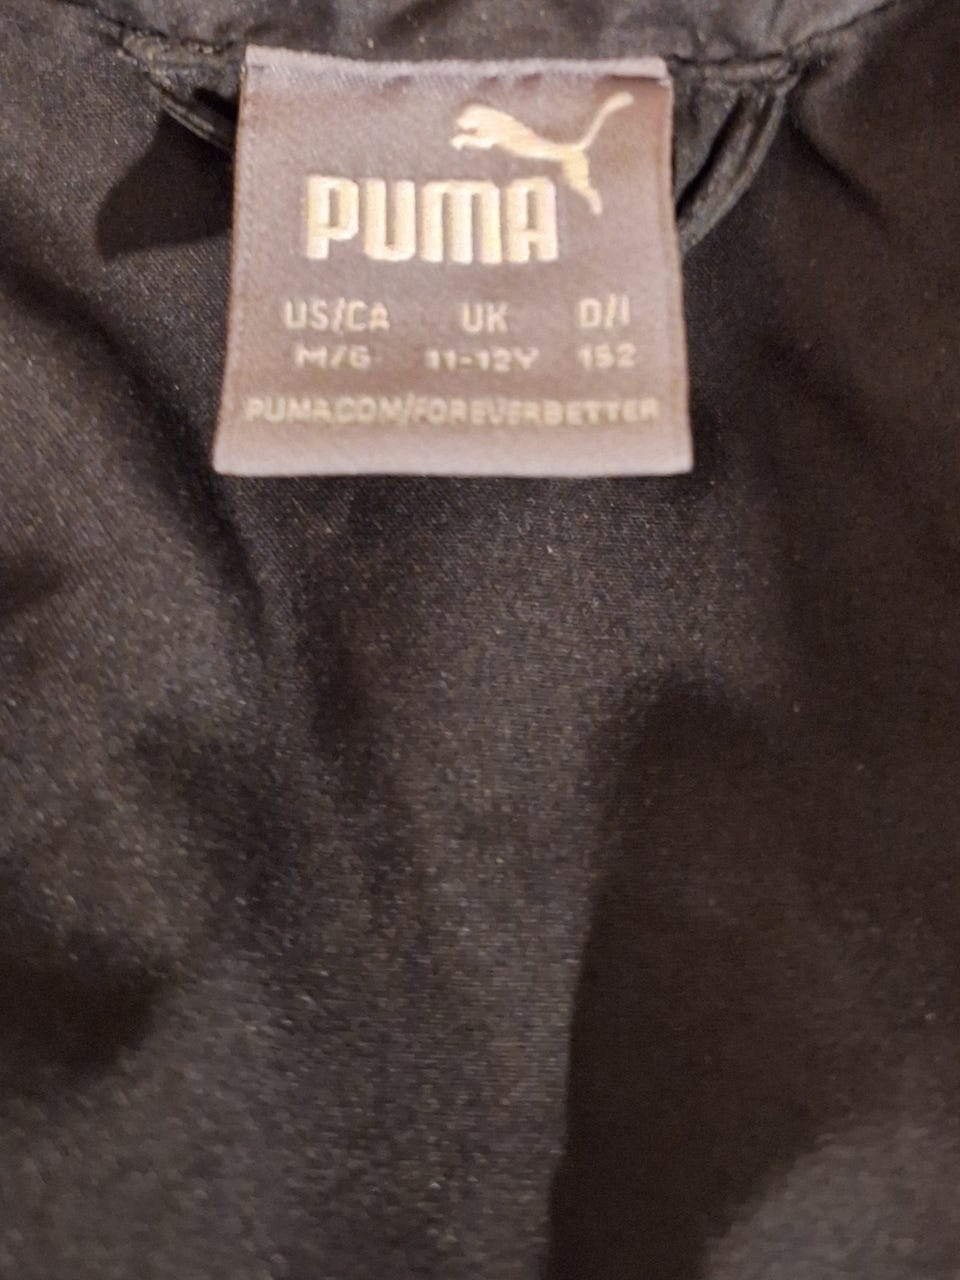 PUMA
US/CA UK D/I
M/G 11-12Y 152
PUMA.COM/FOREVERBETTER